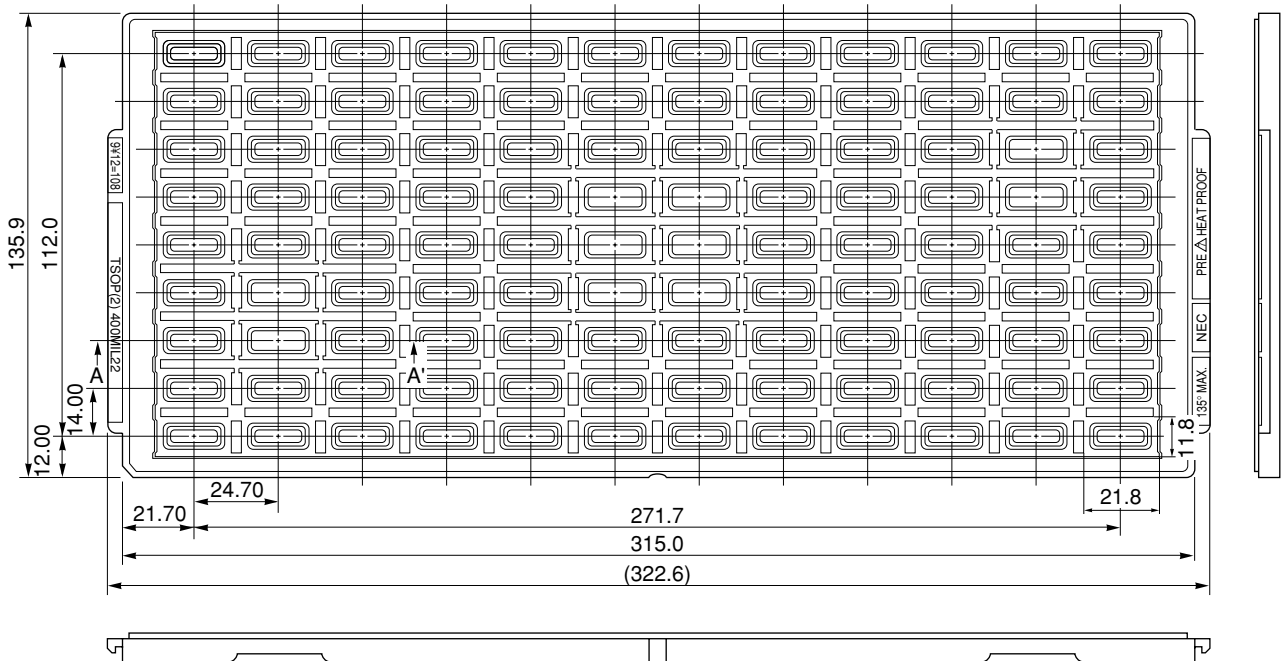 135.9
112.0
9¥12=108
TSOP(2) 400MIL22
PRE HEAT PROOF
NEC
135° MAX.
A
A'
14.00
12.00
11.8
24.70
21.8
21.70
271.7
315.0
(322.6)